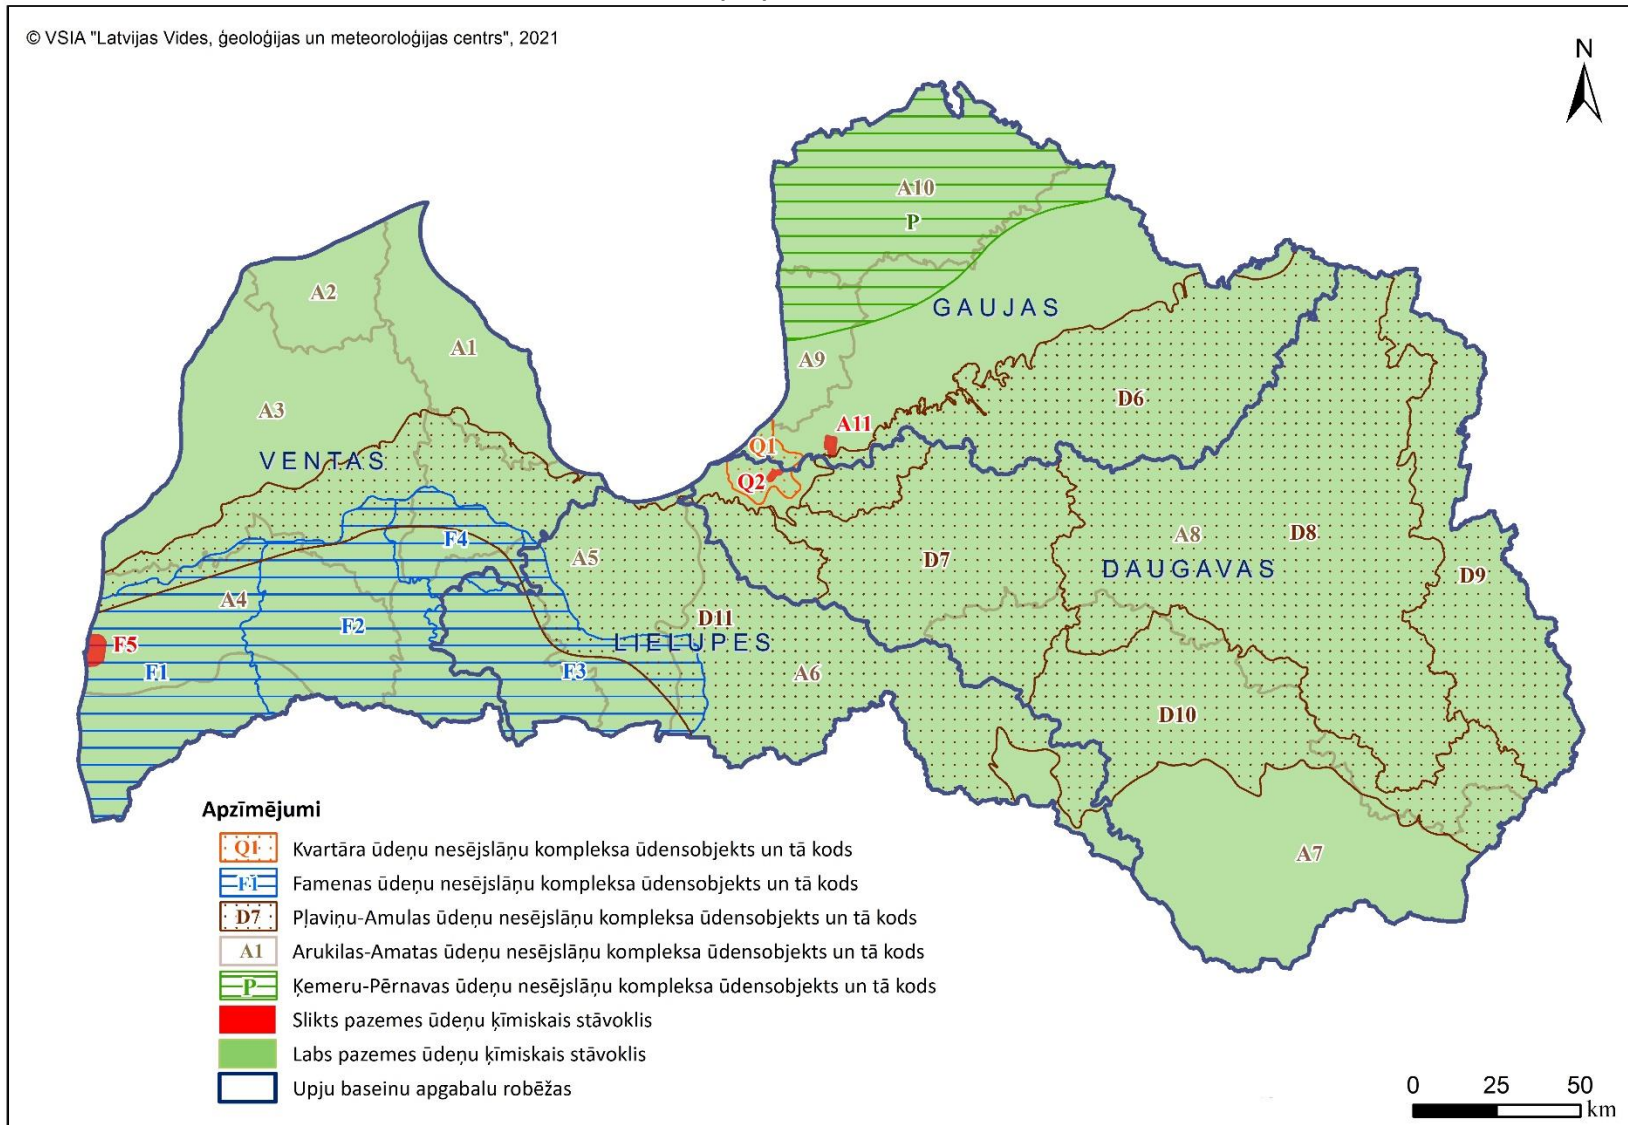 © VSIA "Latvijas Vides, ģeoloģijas un meteoroloģijas centrs", 2021
N
A10
P
A2
GAUJAS
A1
A9
A3
D6
A11
Q1
VENTAS
Q2
F4
A5
D7
A8
D8
DAUGAVAS
D9
A4
F2
D11
LIELUPES
F5
F1
F3
A6
D10
A7
Apzīmējumi
Q1 Kvartāra ūdeņu nesējslāņu kompleksa ūdensobjekts un tā kods
F1 Famenas ūdeņu nesējslāņu kompleksa ūdensobjekts un tā kods
D7 Pļaviņu-Amulas ūdeņu nesējslāņu kompleksa ūdensobjekts un tā kods
A1 Arukilas-Amatas ūdeņu nesējslāņu kompleksa ūdensobjekts un tā kods
P Ķemeru-Pērnavas ūdeņu nesējslāņu kompleksa ūdensobjekts un tā kods
Slikts pazemes ūdeņu ķīmiskais stāvoklis
Labs pazemes ūdeņu ķīmiskais stāvoklis
Upju baseinu apgabalu robēžas
0 25 50
km